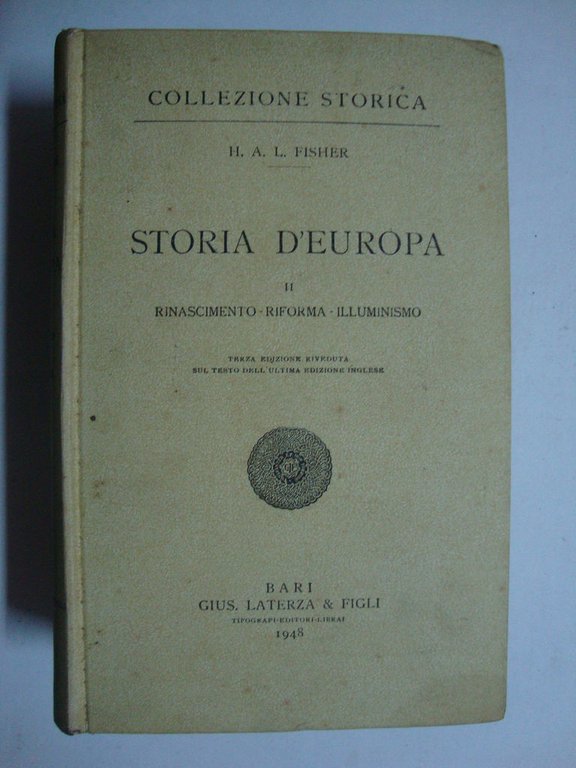 COLLEZIONE STORICA
H. A. L. FISHER
STORIA D'EUROPA
II
RINASCIMENTO - RIFORMA - ILLUMINISMO
TERZA EDIZIONE RIVEDUTA
SUL TESTO DELL'ULTIMA EDIZIONE INGLESE
BARI
GIUS. LATERZA & FIGLI
TIPOGRAFI-EDITORI-LIBRAI
1948